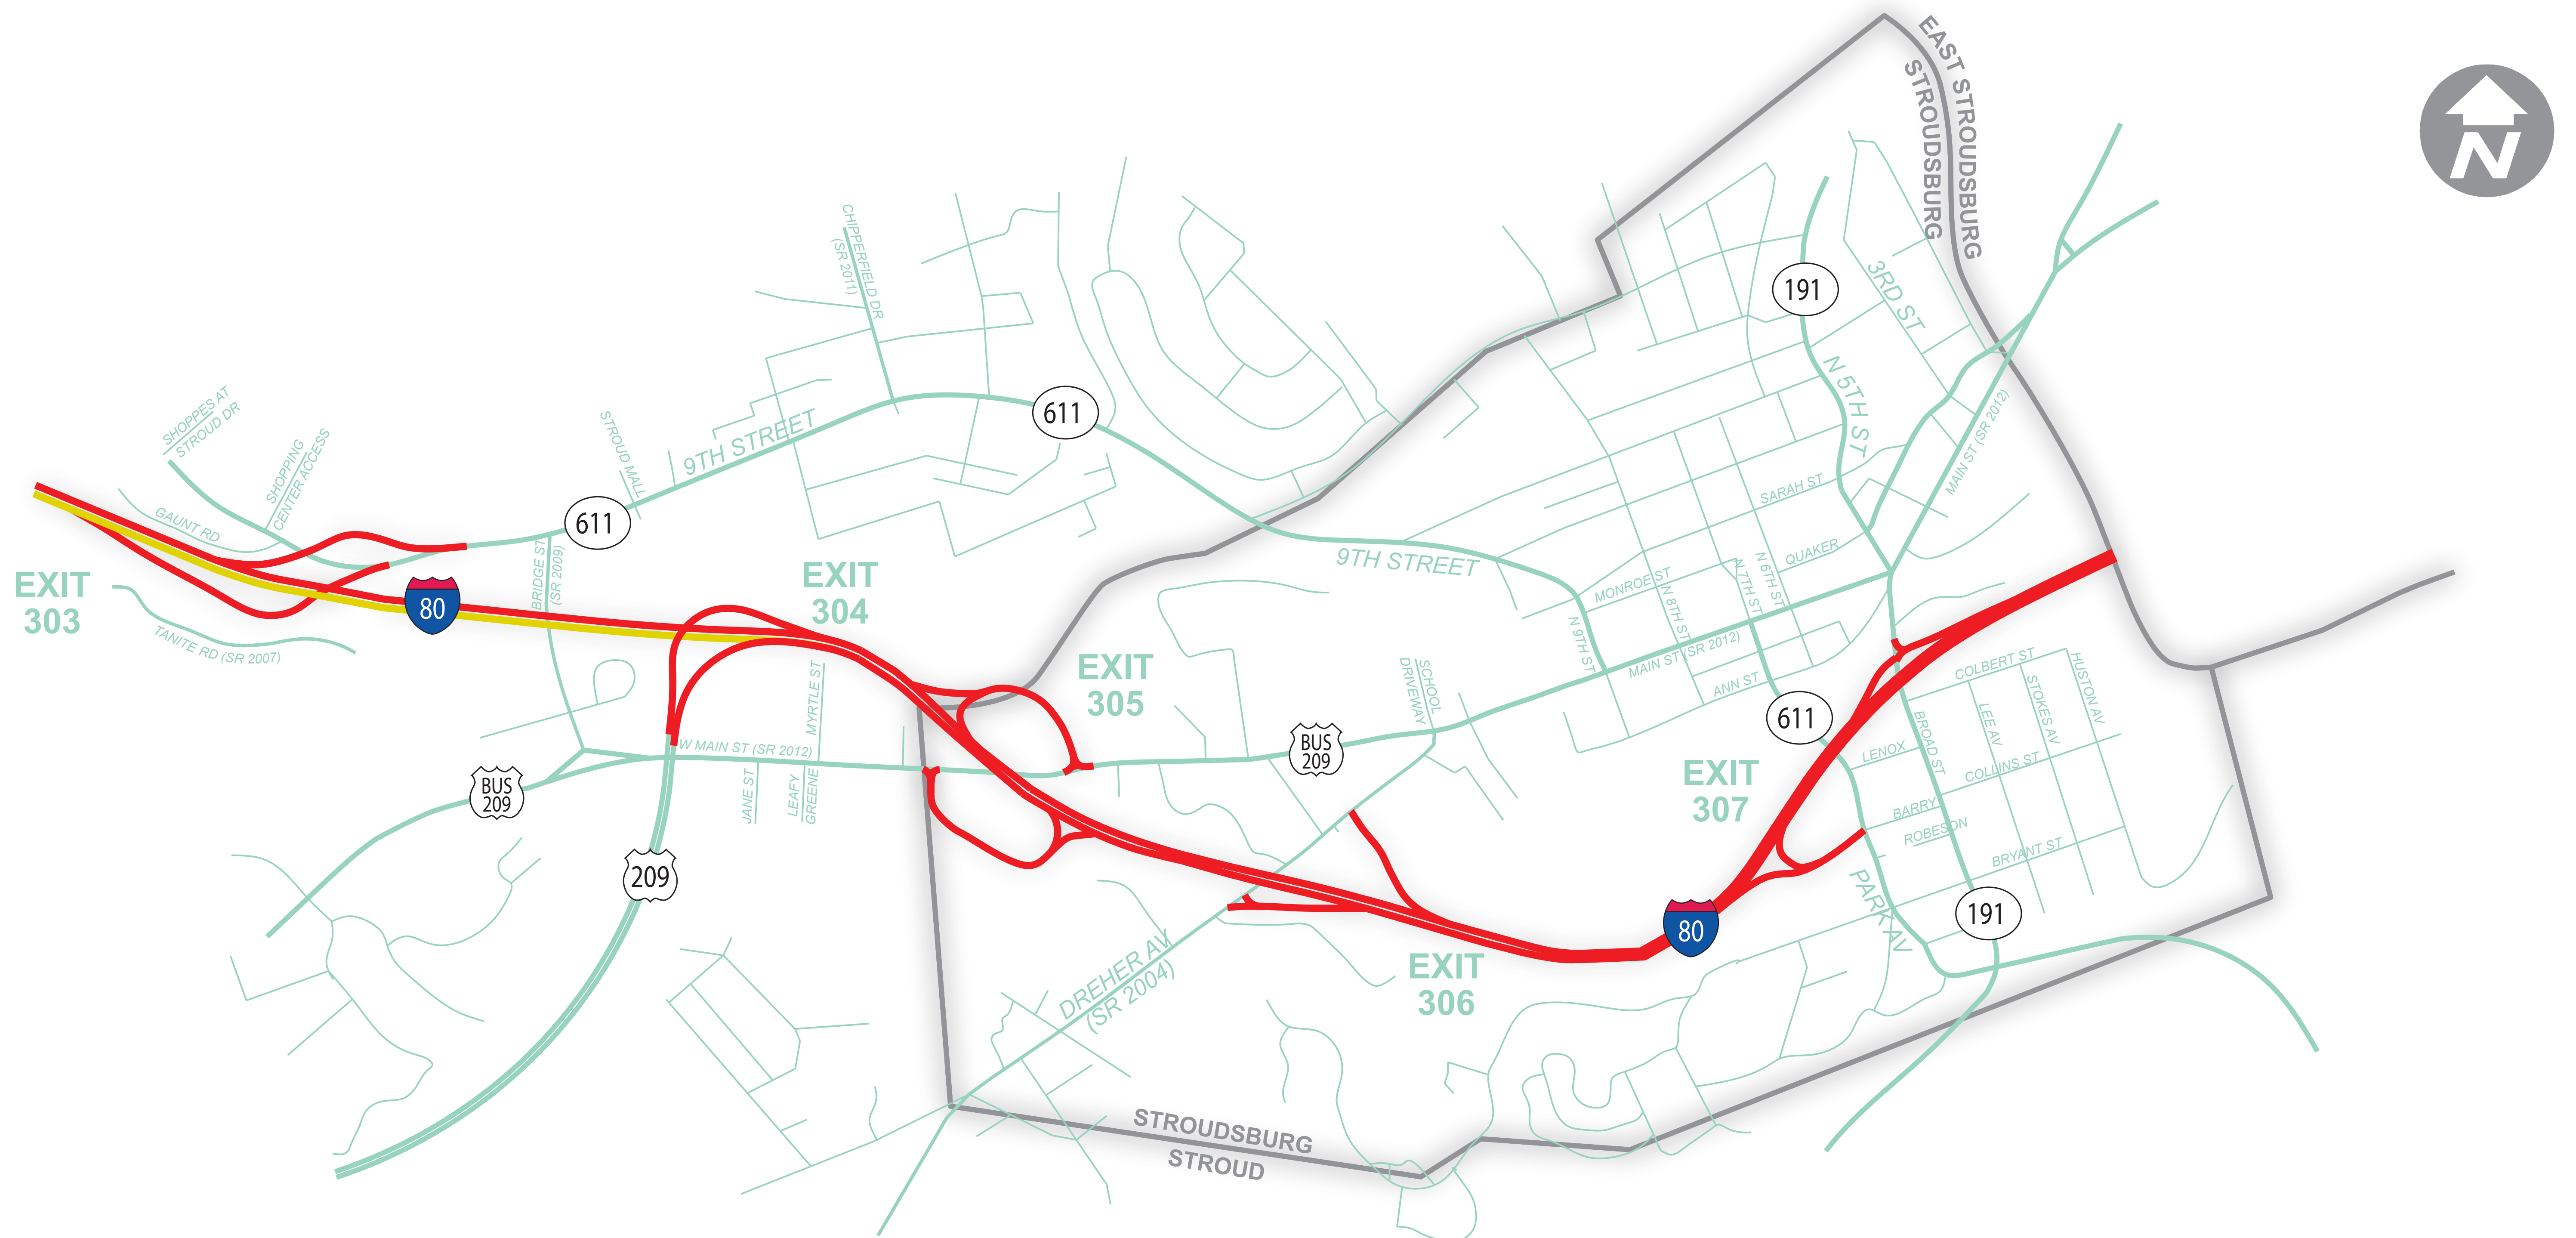 EAST STROUDSBURG
STROUDSBURG
N
CHIPPERFIELD DR
(SR 2011)
191
3RD ST
N 5TH ST
MAIN ST (SR 2012)
SHOPPES AT
STROUD DR
SHOPPING
CENTER ACCESS
STROUD MALL
9TH STREET
611
611
GAUNT RD
BRIDGE ST
(SR 2009)
EXIT
303
80
TANITE RD (SR 2007)
EXIT
304
9TH STREET
SARAH ST
QUAKER
MONROE ST
N 6TH ST
N 7TH ST
N 8TH ST
N 9TH ST
MAIN ST (SR 2012)
ANN ST
EXIT
305
SCHOOL
DRIVEWAY
MYRTLE ST
W MAIN ST (SR 2012)
JANE ST
LEAFY
GREENE
BUS
209
BUS
209
209
611
COLBERT ST
HUSTON AV
STOKES AV
LEE AV
BROAD ST
LENOX
COLLINS ST
BARRY
ROBESON
BRYANT ST
EXIT
307
PARK AV
191
80
EXIT
306
DREHER AV
(SR 2004)
STROUDSBURG
STROUD